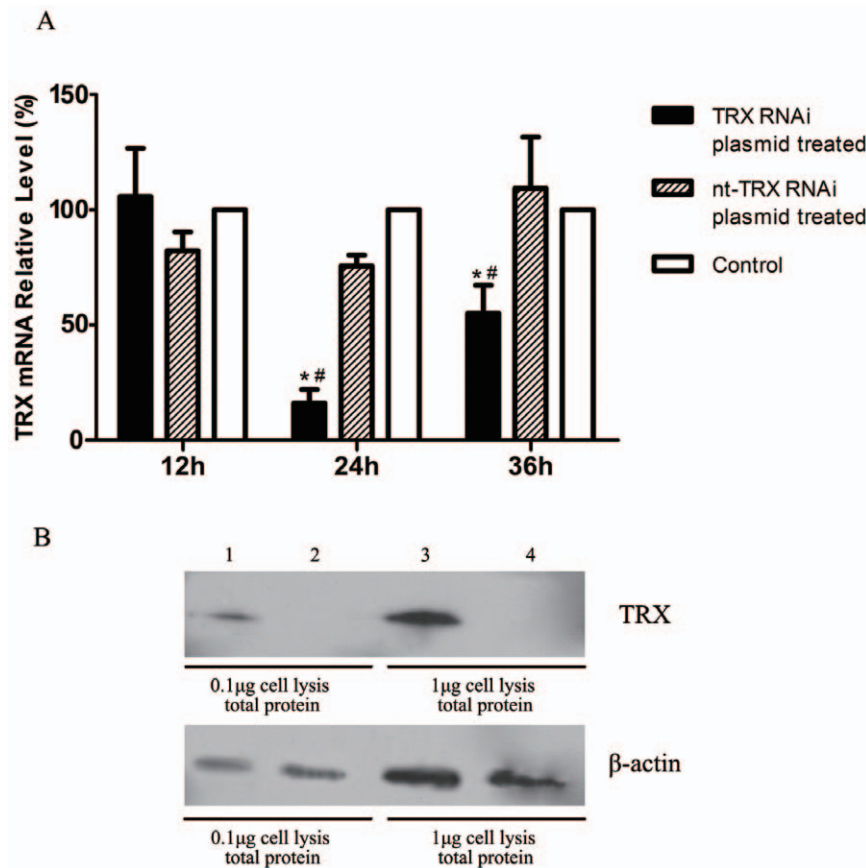 A
TRX mRNA Relative Level (%)
150
100
50
0
* #
* #
12h
24h
36h
TRX RNAi
plasmid treated
nt-TRX RNAi
plasmid treated
Control
B
1 2 3 4
TRX
0.1μg cell lysis
total protein
1μg cell lysis
total protein
β-actin
0.1μg cell lysis
total protein
1μg cell lysis
total protein